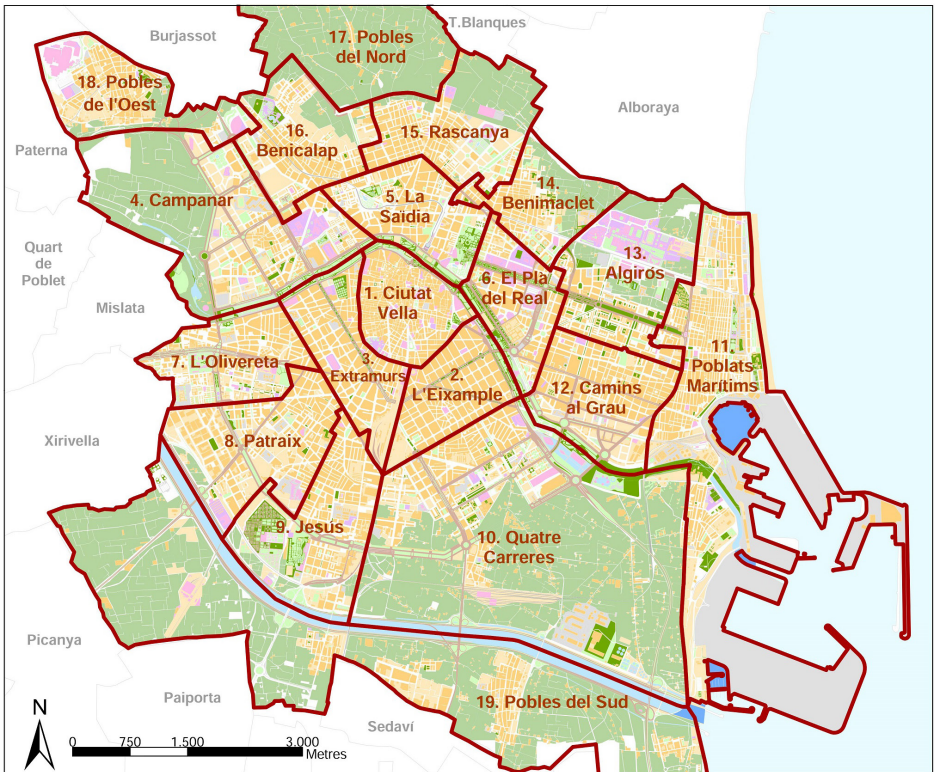 Burjassot
T.Blanques
17. Pobles
del Nord
18. Pobles
de l'Oest
Alboraya
16.
Benicalap
15. Rascanya
Paterna
4. Campanar
5. La
Saïdia
14.
Benimaclet
Quart
de
Poblet
13.
Algirós
6. El Pla
del Real
1. Ciutat
Vella
Mislata
7. L'Olivereta
3.
Extramurs
2.
L'Eixample
11
Poblats
Marítims
12. Camins
al Grau
Xirivella
8. Patraix
9. Jesús
10. Quatre
Carreres
Picanya
Paiporta
19. Pobles del Sud
Sedaví
N
0 750 1.500 3.000
Metres